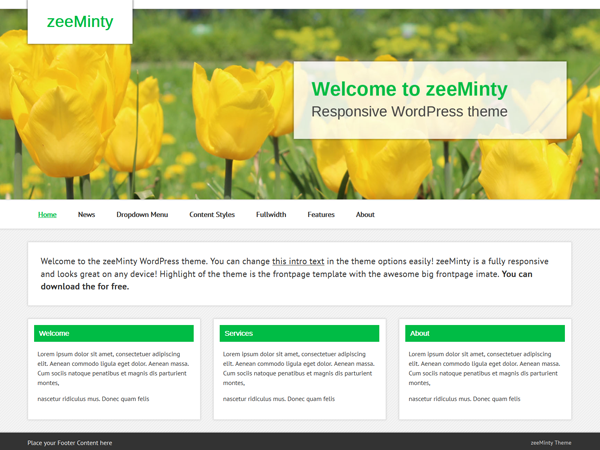 zeeMinty
Welcome to zeeMinty
Responsive WordPress theme
Home News Dropdown Menu Content Styles Fullwidth Features About
Welcome to the zeeMinty WordPress theme. You can change this intro text in the theme options easily! zeeMinty is a fully responsive
and looks great on any device! Highlight of the theme is the frontpage template with the awesome big frontpage imate. You can
download the for free.
Welcome
Lorem ipsum dolor sit amet, consectetuer adipiscing
elit. Aenean commodo ligula eget dolor. Aenean massa.
Cum sociis natoque penatibus et magnis dis parturient
montes,
nascetur ridiculus mus. Donec quam felis
Services
Lorem ipsum dolor sit amet, consectetuer adipiscing
elit. Aenean commodo ligula eget dolor. Aenean massa.
Cum sociis natoque penatibus et magnis dis parturient
montes,
nascetur ridiculus mus. Donec quam felis
About
Lorem ipsum dolor sit amet, consectetuer adipiscing
elit. Aenean commodo ligula eget dolor. Aenean massa.
Cum sociis natoque penatibus et magnis dis parturient
montes,
nascetur ridiculus mus. Donec quam felis
Place your Footer Content here
zeeMinty Theme